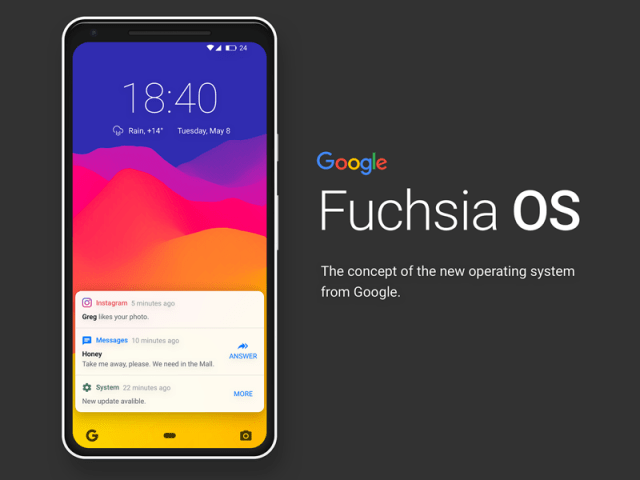 24
18:40
Rain, +14° Tuesday, May 8
Instagram 5 minutes ago
Greg likes your photo.
Messages 10 minutes ago
Honey
Take me away, please. We need in the Mall.
ANSWER
System 22 minutes ago
New update avalible.
MORE
G
Google
Fuchsia OS
The concept of the new operating system
from Google.